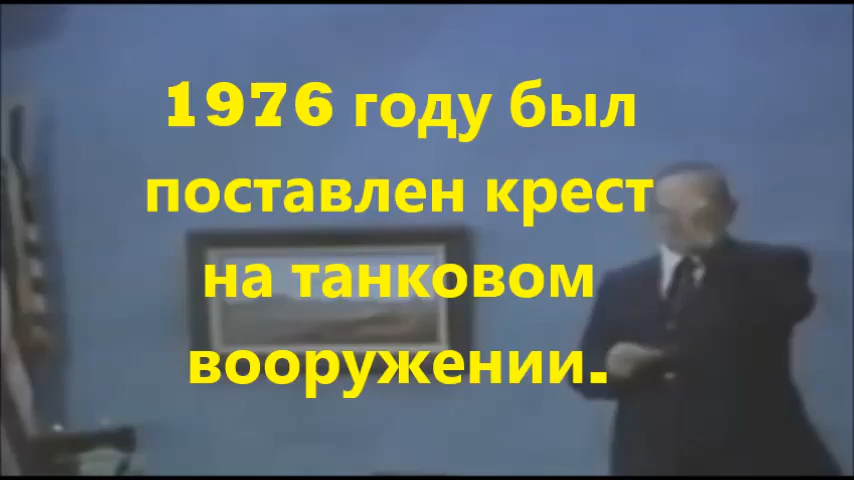 1976 году был
поставлен крест
на танковом
вооружении.